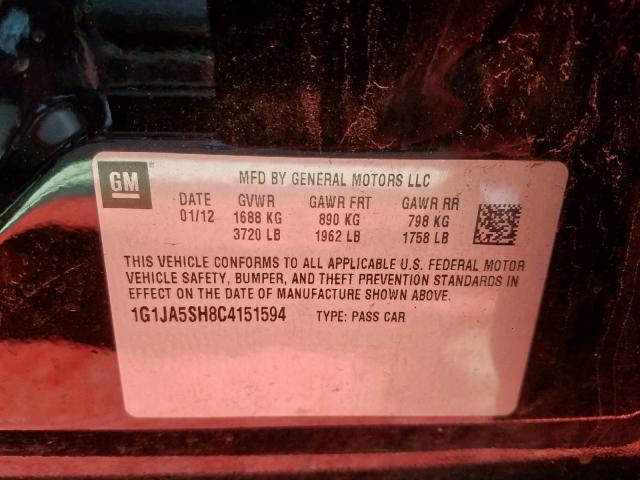 GM
MFD BY GENERAL MOTORS LLC
DATE GVWR GAWR FRT GAWR RR
01/12 1688 KG 890 KG 798 KG
3720 LB 1962 LB 1758 LB
THIS VEHICLE CONFORMS TO ALL APPLICABLE U.S. FEDERAL MOTOR
VEHICLE SAFETY, BUMPER, AND THEFT PREVENTION STANDARDS
IN EFFECT ON THE DATE OF MANUFACTURE SHOWN ABOVE.
1G1JA5SH8C4151594 TYPE: PASS CAR